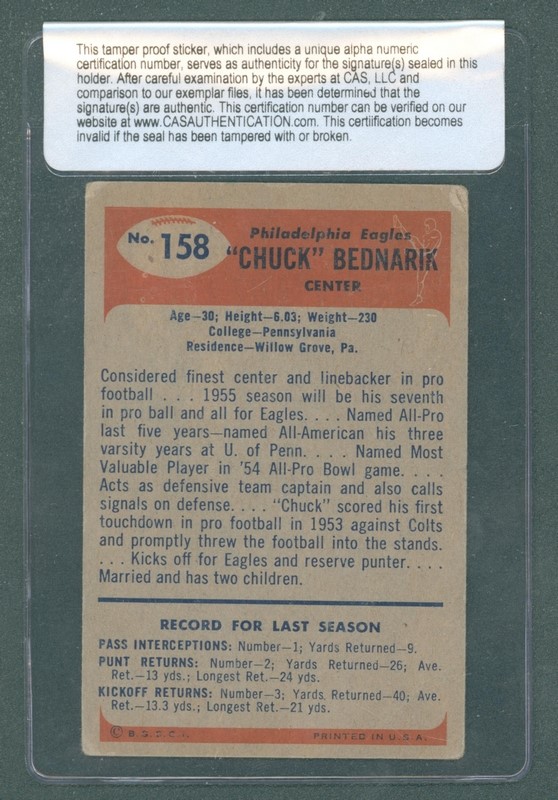 This tamper proof sticker, which includes a unique alpha numeric
certification number, serves as authenticity for the signature(s) sealed in this
holder. After careful examination by the experts at CAS, LLC and
comparison to our exemplar files, it has been determined that the
signature(s) are authentic. This certification number can be verified on our
website at www.CASAUTHENTICATION.com. This certification becomes
invalid if the seal has been tampered with or broken.
No. 158
Philadelphia Eagles
"CHUCK" BEDNARIK
CENTER
Age—30; Height—6.03; Weight—230
College—Pennsylvania
Residence—Willow Grove, Pa.
Considered finest center and linebacker in pro
football . . . 1955 season will be his seventh
in pro ball and all for Eagles. . . . Named All-Pro
last five years—named All-American his three
varsity years at U. of Penn. . . . Named Most
Valuable Player in '54 All-Pro Bowl game. . . .
Acts as defensive team captain and also calls
signals on defense. . . . "Chuck" scored his first
touchdown in pro football in 1953 against Colts
and promptly threw the football into the stands.
. . . Kicks off for Eagles and reserve punter. . . .
Married and has two children.
RECORD FOR LAST SEASON
PASS INTERCEPTIONS: Number—1; Yards Returned—9.
PUNT RETURNS: Number—2; Yards Returned—26; Ave.
Ret.—13 yds.; Longest Ret.—24 yds.
KICKOFF RETURNS: Number—3; Yards Returned—40; Ave.
Ret.—13.3 yds.; Longest Ret.—21 yds.
© B. G. H. L. I.
PRINTED IN U.S.A.